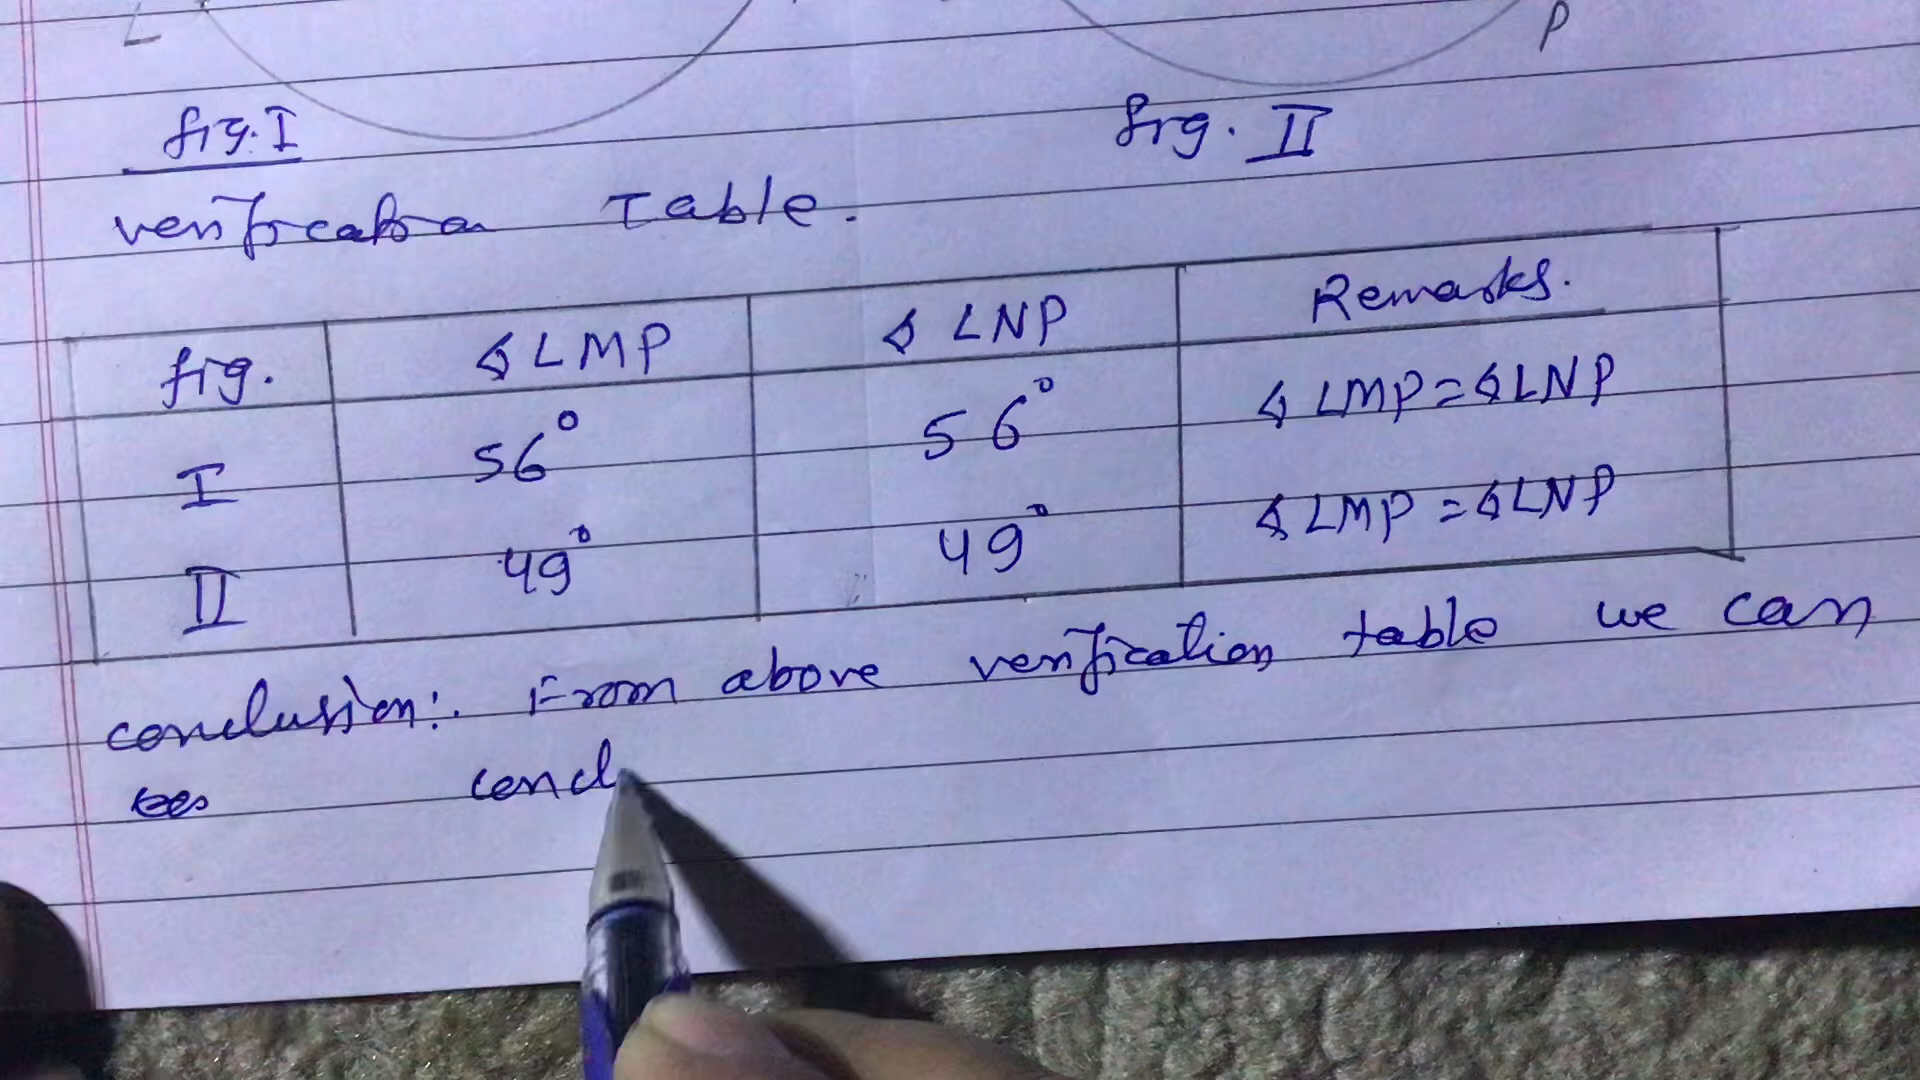 L P
fig. I fig. II
verification Table.
fig. ∡LMP ∡LNP Remarks.
I 56° 56° ∡LMP = ∡LNP
II 49° 49° ∡LMP = ∡LNP
conclusion:. From above verification table we can
concl